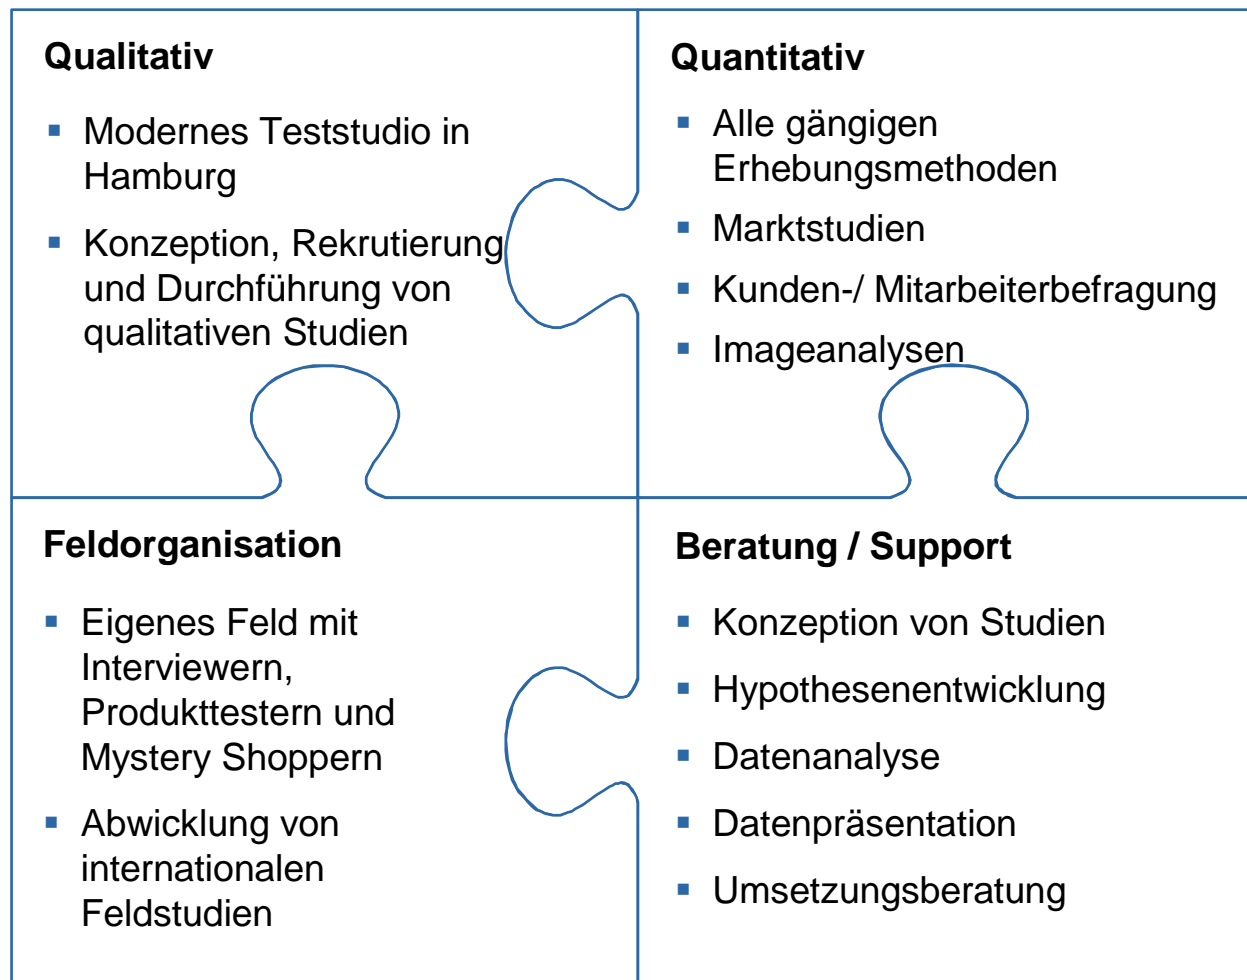 Qualitativ
▪ Modernes Teststudio in
Hamburg
▪ Konzeption, Rekrutierung
und Durchführung von
qualitativen Studien
Quantitativ
▪ Alle gängigen
Erhebungsmethoden
▪ Marktstudien
▪ Kunden-/ Mitarbeiterbefragung
▪ Imageanalysen
Feldorganisation
▪ Eigenes Feld mit
Interviewern,
Produkttestern und
Mystery Shoppern
▪ Abwicklung von
internationalen
Feldstudien
Beratung / Support
▪ Konzeption von Studien
▪ Hypothesenentwicklung
▪ Datenanalyse
▪ Datenpräsentation
▪ Umsetzungsberatung